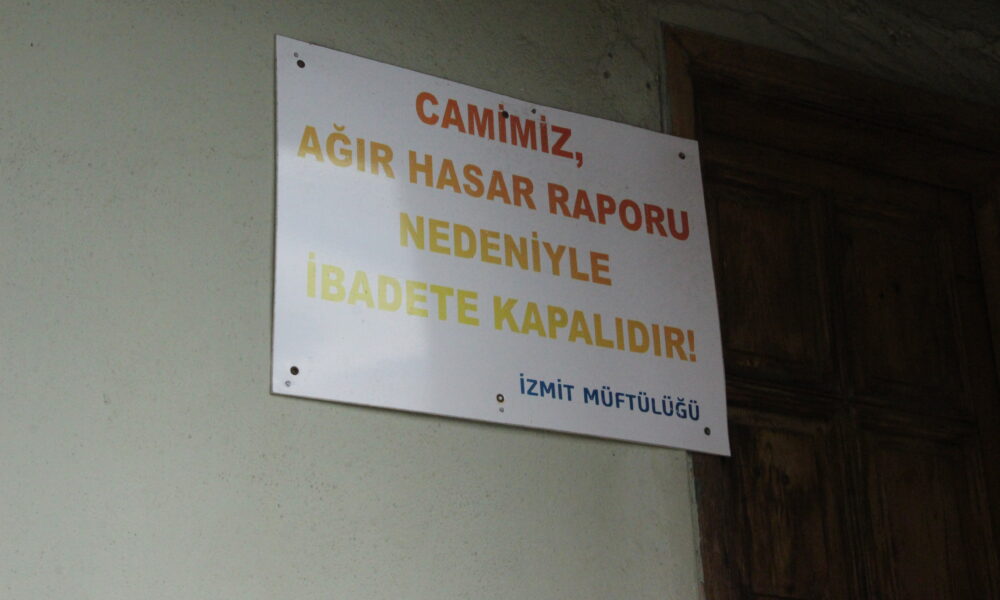 CAMİMİZ,
AĞIR HASAR RAPORU
NEDENİYLE
İBADETE KAPALIDIR!
İZMİT MÜFTÜLÜĞÜ